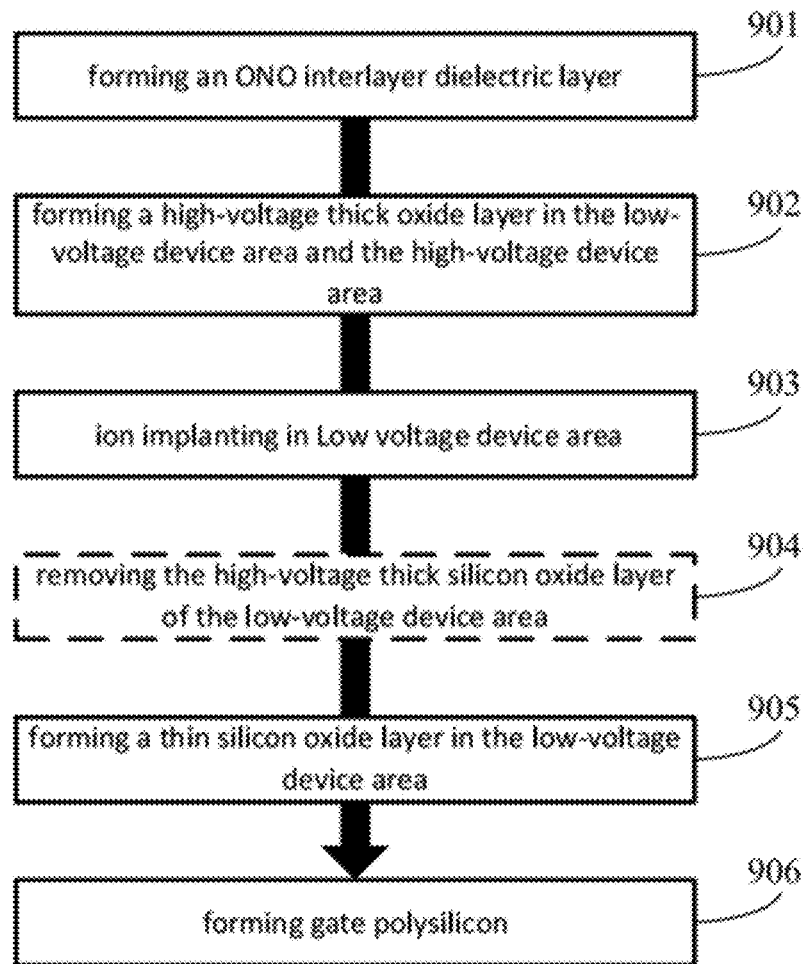 901
forming an ONO interlayer dielectric layer
902
forming a high-voltage thick oxide layer in the low-
voltage device area and the high-voltage device
area
903
ion implanting in Low voltage device area
904
removing the high-voltage thick silicon oxide layer
of the low-voltage device area
905
forming a thin silicon oxide layer in the low-voltage
device area
906
forming gate polysilicon